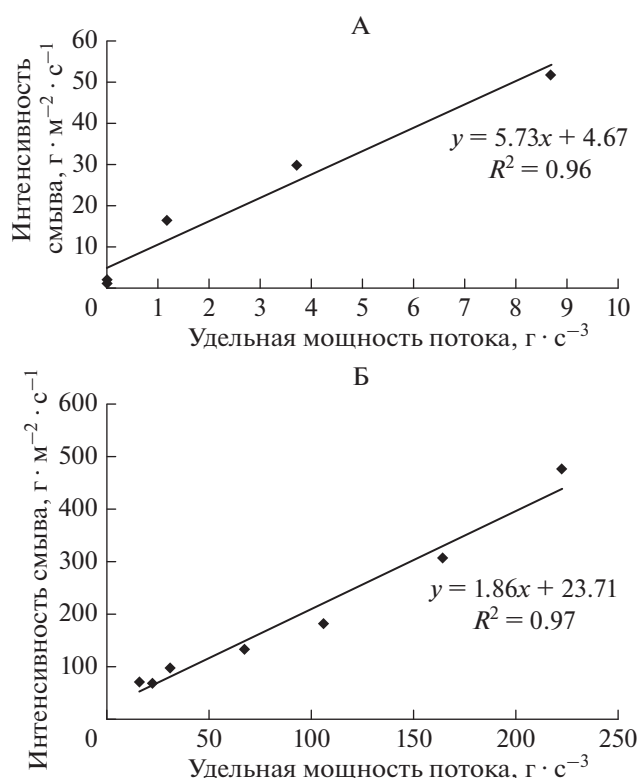 А
60
50
40
30
20
10
0
Интенсивность
смыва, г · м⁻² · с⁻¹
y = 5.73x + 4.67
R² = 0.96
1 2 3 4 5 6 7 8 9 10
Удельная мощность потока, г · с⁻³
Б
600
500
400
300
200
100
0
Интенсивность смыва, г · м⁻² · с⁻¹
y = 1.86x + 23.71
R² = 0.97
50 100 150 200 250
Удельная мощность потока, г · с⁻³